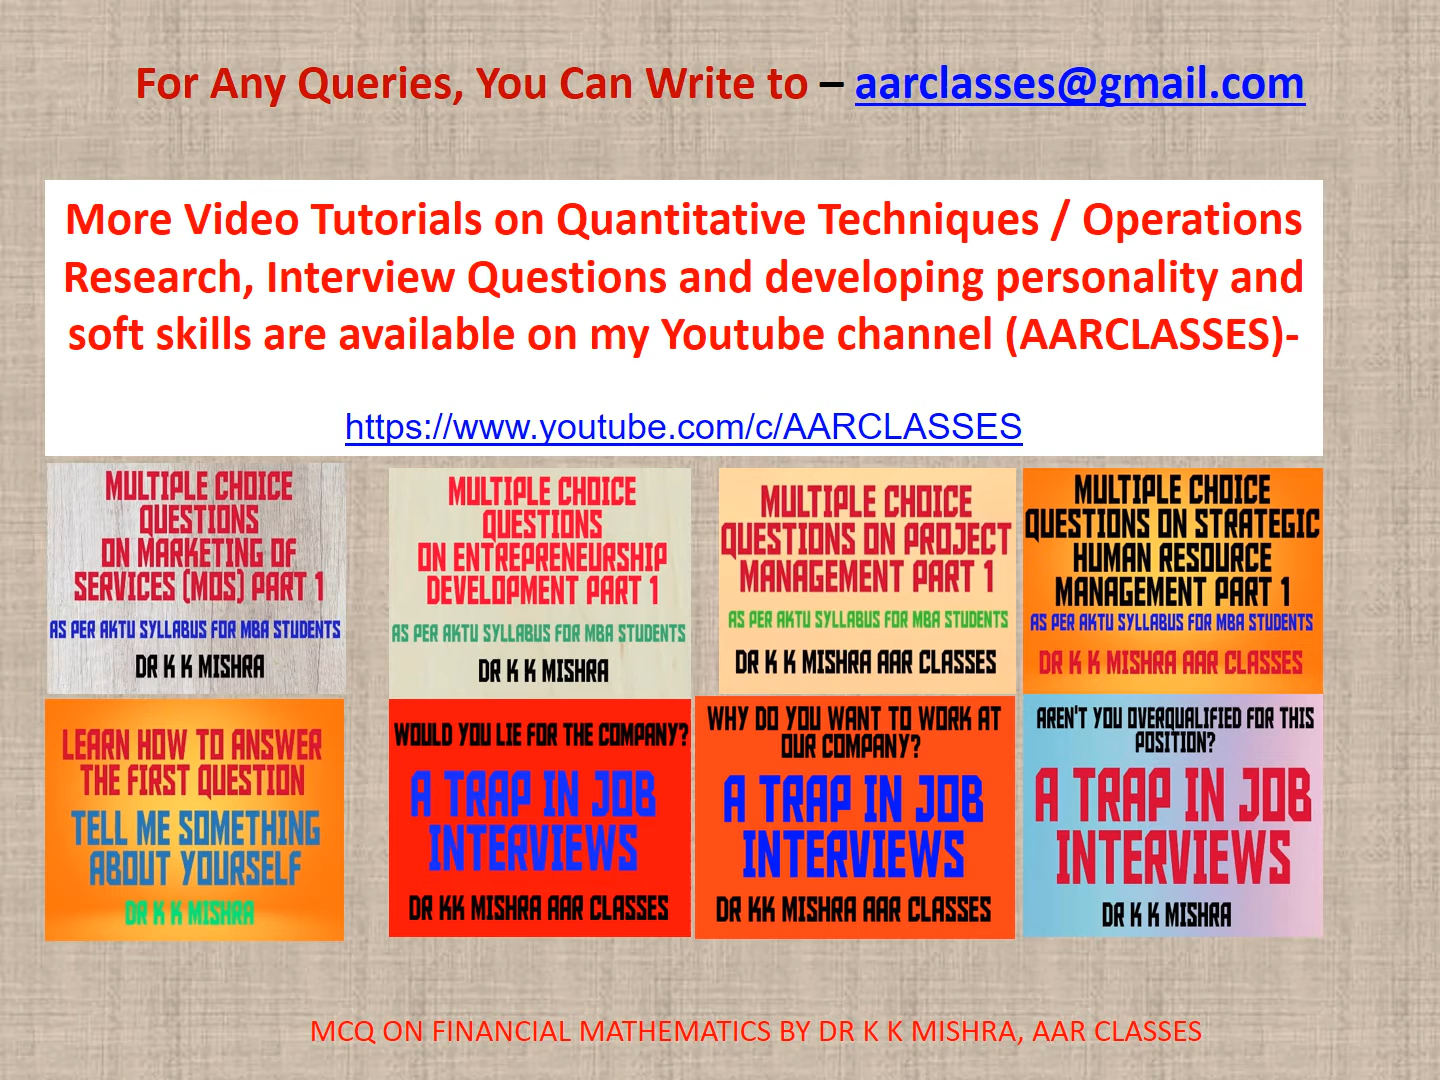 For Any Queries, You Can Write to – aarclasses@gmail.com
More Video Tutorials on Quantitative Techniques / Operations
Research, Interview Questions and developing personality and
soft skills are available on my Youtube channel (AARCLASSES)-
https://www.youtube.com/c/AARCLASSES
MULTIPLE CHOICE
QUESTIONS
ON MARKETING OF
SERVICES (MOS) PART 1
AS PER AKTU SYLLABUS FOR MBA STUDENTS
DR K K MISHRA
MULTIPLE CHOICE
QUESTIONS
ON ENTREPRENEURSHIP
DEVELOPMENT PART 1
AS PER AKTU SYLLABUS FOR MBA STUDENTS
DR K K MISHRA
MULTIPLE CHOICE
QUESTIONS ON PROJECT
MANAGEMENT PART 1
AS PER AKTU SYLLABUS FOR MBA STUDENTS
DR K K MISHRA AAR CLASSES
MULTIPLE CHOICE
QUESTIONS ON STRATEGIC
HUMAN RESOURCE
MANAGEMENT PART 1
AS PER AKTU SYLLABUS FOR MBA STUDENTS
DR K K MISHRA AAR CLASSES
LEARN HOW TO ANSWER
THE FIRST QUESTION
TELL ME SOMETHING
ABOUT YOURSELF
DR K K MISHRA
WOULD YOU LIE FOR THE COMPANY?
A TRAP IN JOB
INTERVIEWS
DR KK MISHRA AAR CLASSES
WHY DO YOU WANT TO WORK AT
OUR COMPANY?
A TRAP IN JOB
INTERVIEWS
DR KK MISHRA AAR CLASSES
AREN'T YOU OVERQUALIFIED FOR THIS
POSITION?
A TRAP IN JOB
INTERVIEWS
DR K K MISHRA
MCQ ON FINANCIAL MATHEMATICS BY DR K K MISHRA, AAR CLASSES